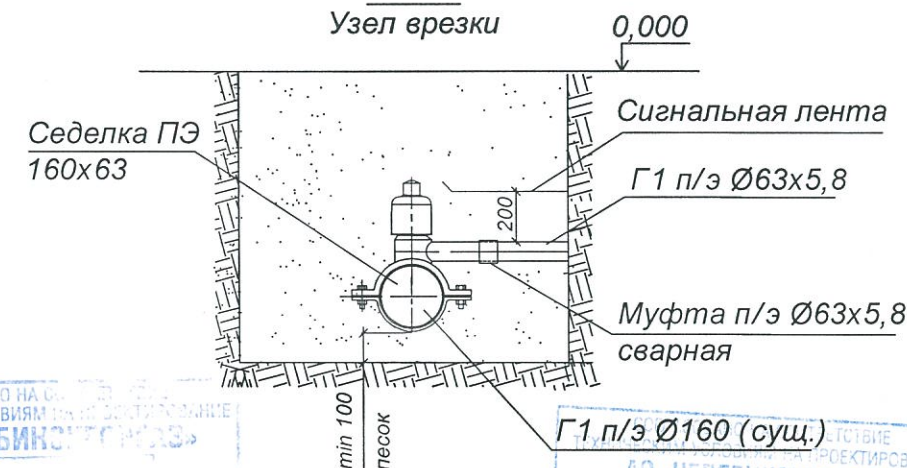 Узел врезки
0,000
Седелка ПЭ
160х63
Сигнальная лента
Г1 п/э Ø63х5,8
200
Муфта п/э Ø63х5,8
сварная
min 100
песок
Г1 п/э Ø160 (сущ.)